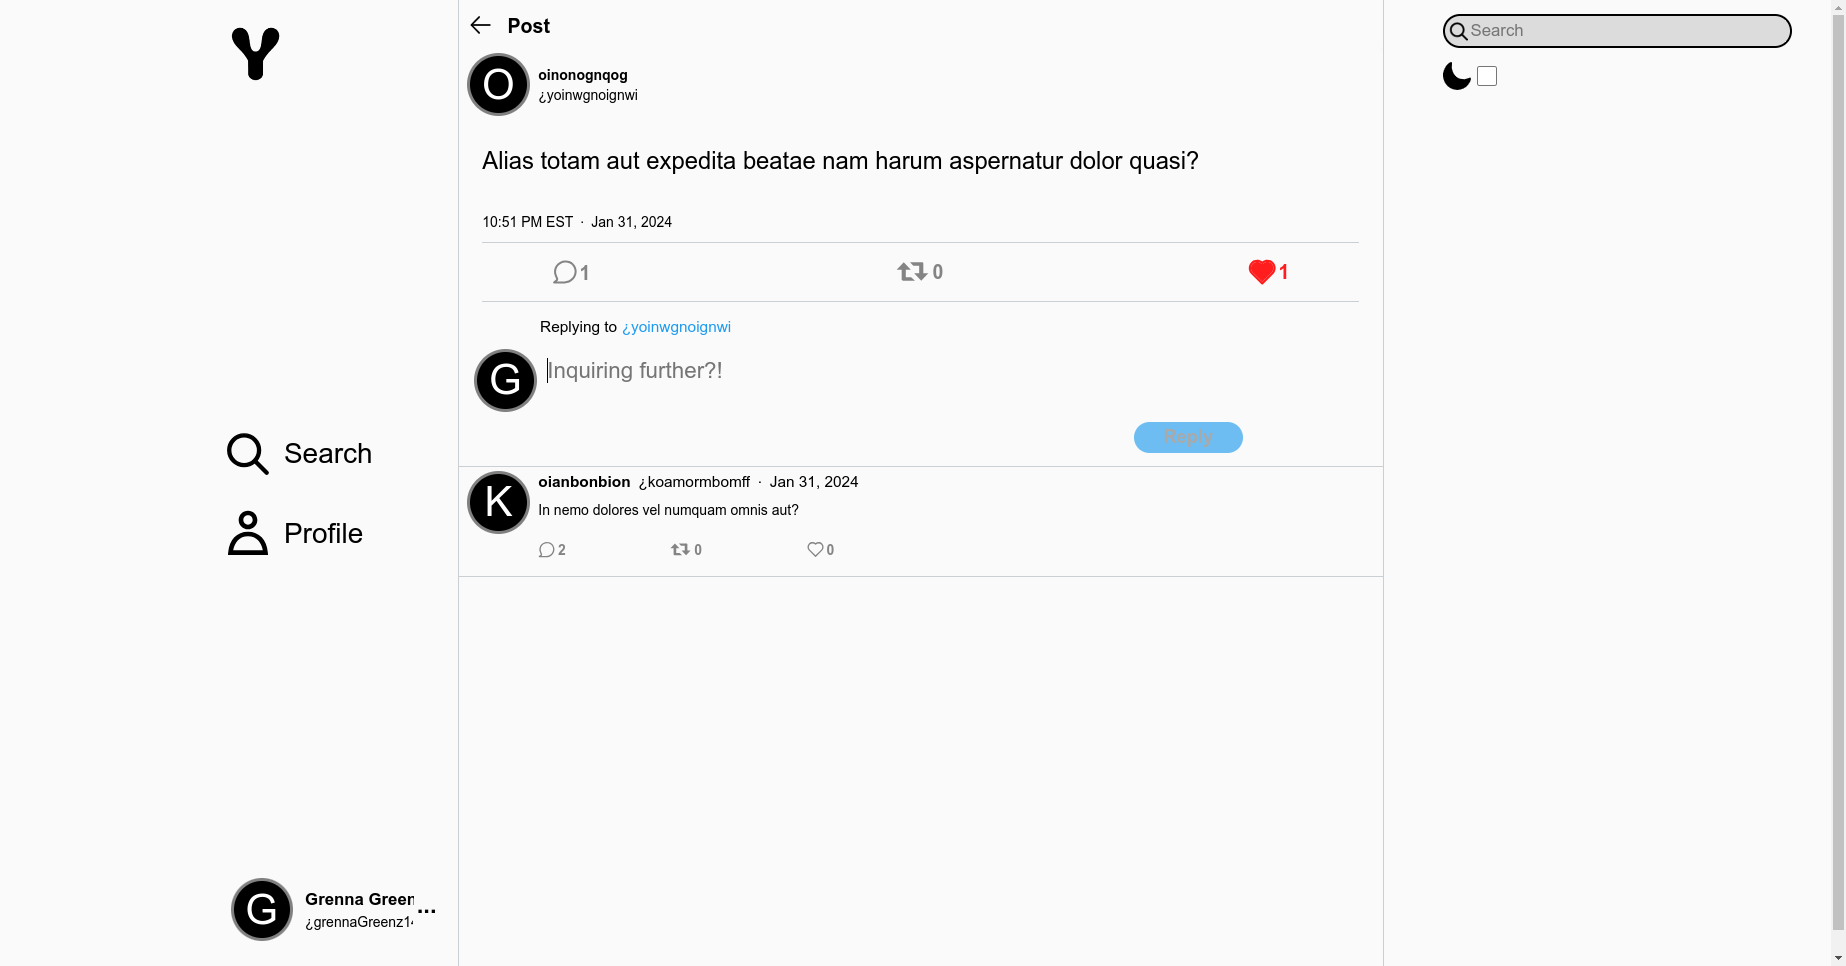 Y
Search
Profile
G
Grenna Green
¿grennaGreenz1
...
Post
O
oinonognqog
¿yoinwgnoignwi
Alias totam aut expedita beatae nam harum aspernatur dolor quasi?
10:51 PM EST · Jan 31, 2024
1 0 1
Replying to ¿yoinwgnoignwi
G
Inquiring further?!
Reply
K
oianbonbion ¿koamormbomff · Jan 31, 2024
In nemo dolores vel numquam omnis aut?
2 0 0
Search